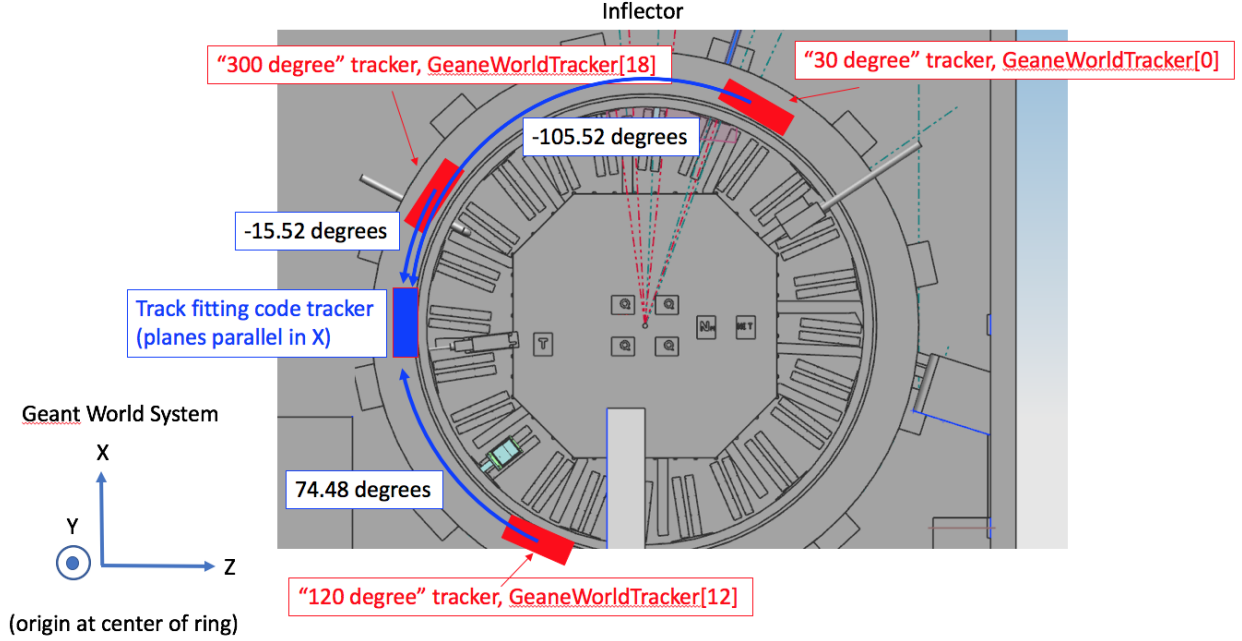 Inflector
“300 degree” tracker, GeaneWorldTracker[18]
“30 degree” tracker, GeaneWorldTracker[0]
-105.52 degrees
-15.52 degrees
Track fitting code tracker
(planes parallel in X)
Q
Q
Q
Q
T
Geant World System
X
Y
Z
74.48 degrees
“120 degree” tracker, GeaneWorldTracker[12]
(origin at center of ring)